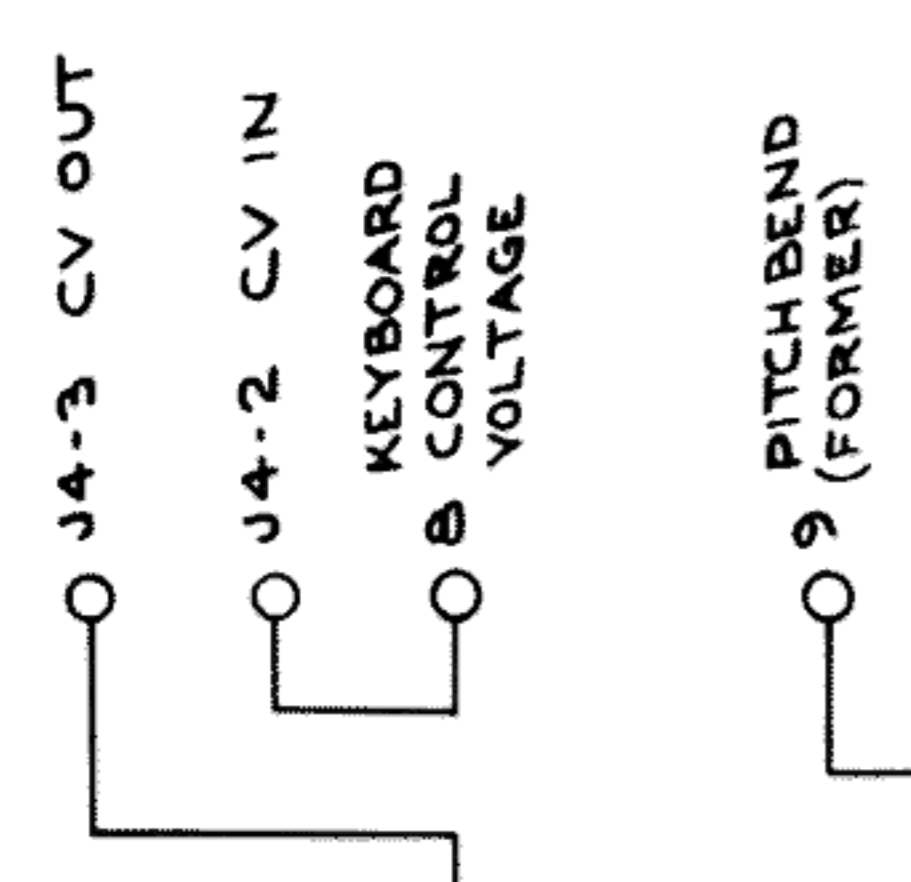 J4-3 CV OUT
J4-2 CV IN
KEYBOARD
8 CONTROL
VOLTAGE
PITCH BEND
9 (FORMER)